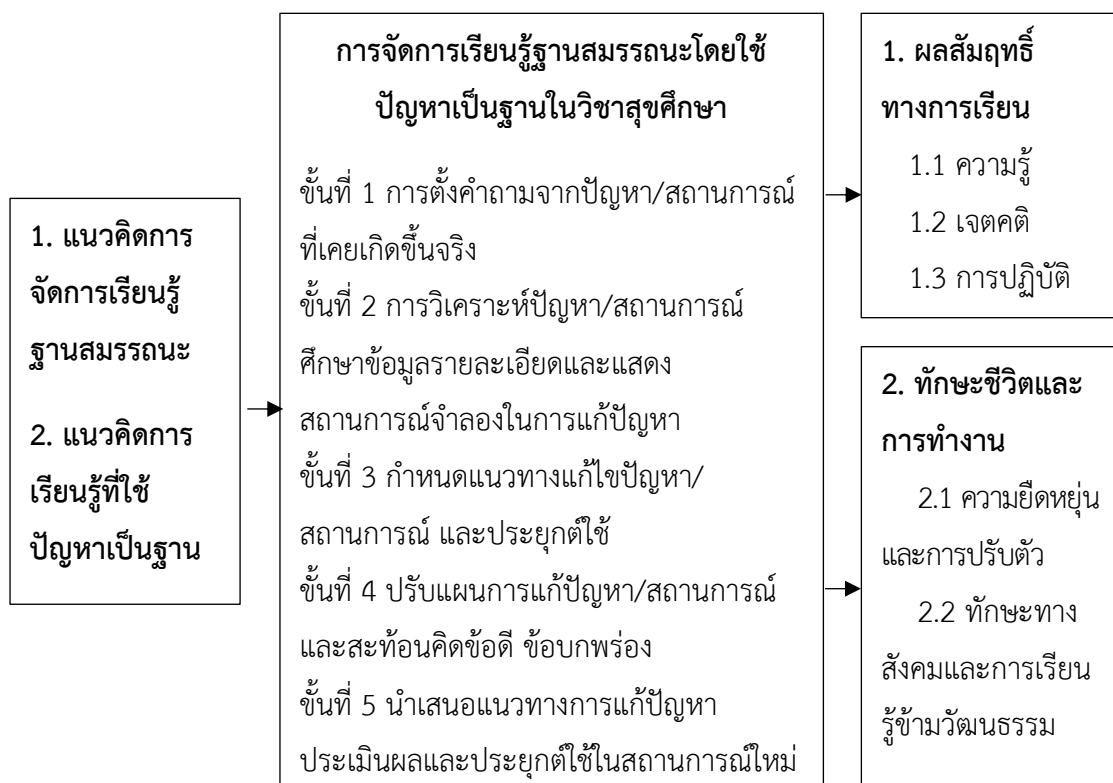 1. แนวคิดการ
จัดการเรียนรู้
ฐานสมรรถนะ
2. แนวคิดการ
เรียนรู้ที่ใช้
ปัญหาเป็นฐาน
การจัดการเรียนรู้ฐานสมรรถนะโดยใช้
ปัญหาเป็นฐานในวิชาสุขศึกษา
ขั้นที่ 1 การตั้งคำถามจากปัญหา/สถานการณ์
ที่เคยเกิดขึ้นจริง
ขั้นที่ 2 การวิเคราะห์ปัญหา/สถานการณ์
ศึกษาข้อมูลรายละเอียดและแสดง
สถานการณ์จำลองในการแก้ปัญหา
ขั้นที่ 3 กำหนดแนวทางแก้ไขปัญหา/
สถานการณ์ และประยุกต์ใช้
ขั้นที่ 4 ปรับแผนการแก้ปัญหา/สถานการณ์
และสะท้อนคิดข้อดี ข้อบกพร่อง
ขั้นที่ 5 นำเสนอแนวทางการแก้ปัญหา
ประเมินผลและประยุกต์ใช้ในสถานการณ์ใหม่
1. ผลสัมฤทธิ์
ทางการเรียน
1.1 ความรู้
1.2 เจตคติ
1.3 การปฏิบัติ
2. ทักษะชีวิตและ
การทำงาน
2.1 ความยืดหยุ่น
และการปรับตัว
2.2 ทักษะทาง
สังคมและการเรียน
รู้ข้ามวัฒนธรรม